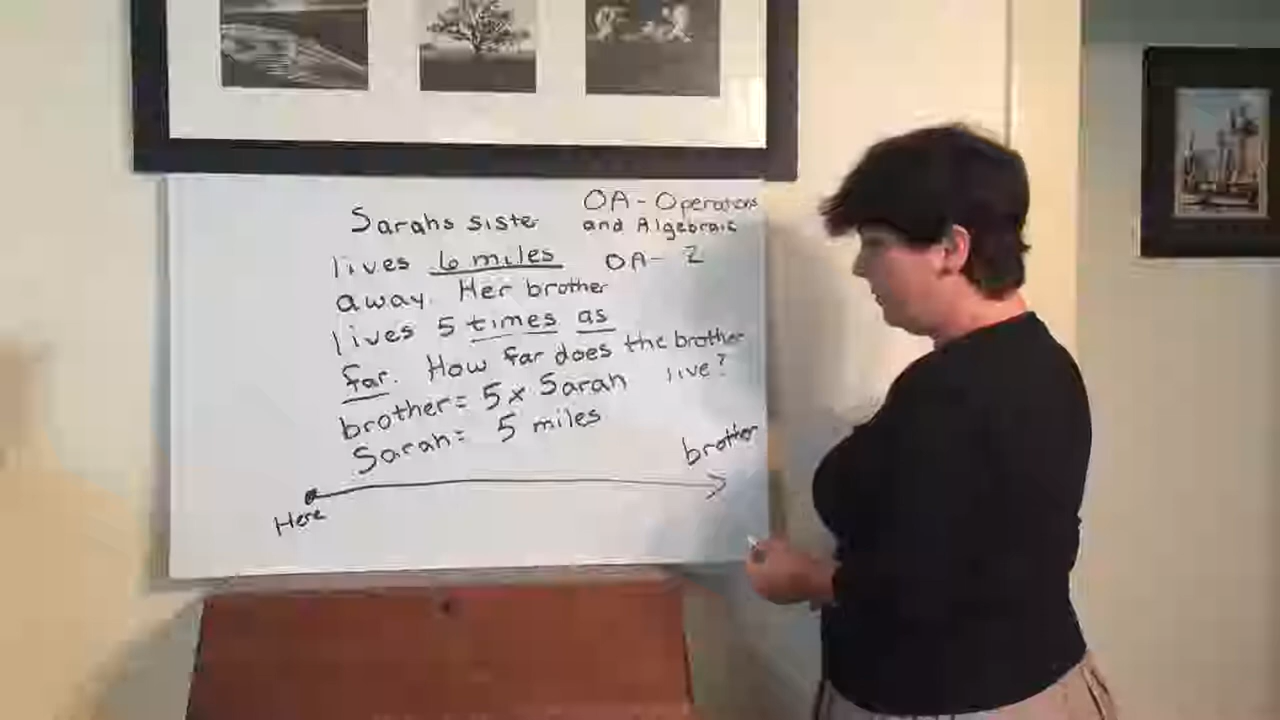 Sarahs sister
lives 6 miles
away. Her brother
lives 5 times as
far. How far does the brother
live?
brother = 5 x Sarah
Sarah = 5 miles
OA - Operations
and Algebraic
OA - 2
brother
Here